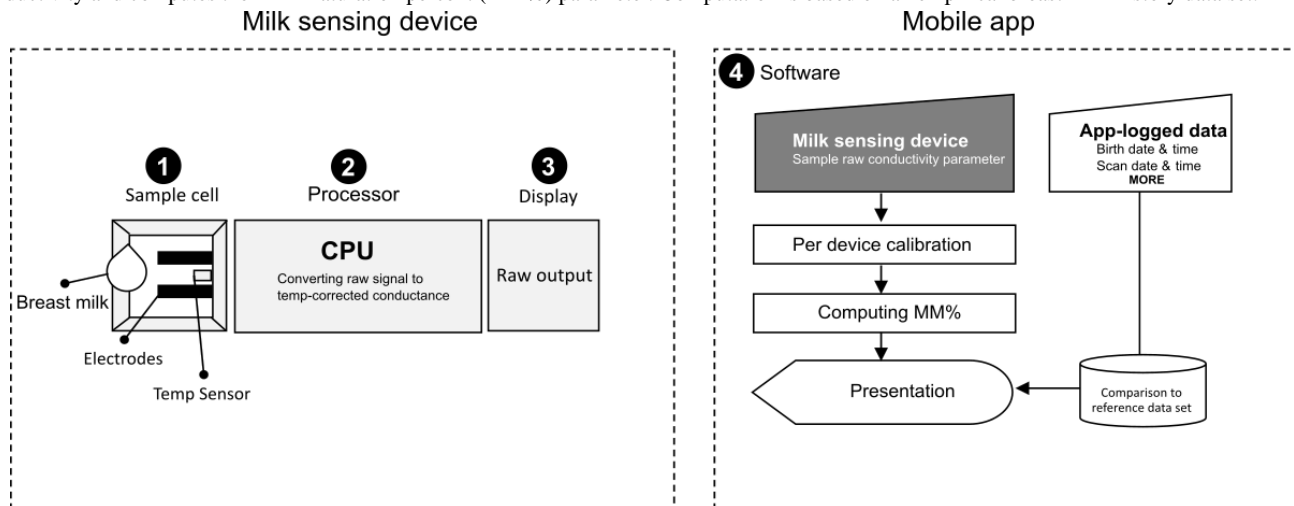 Milk sensing device
Mobile app
1
Sample cell
2
Processor
3
Display
CPU
Converting raw signal to
temp-corrected conductance
Raw output
Breast milk
Electrodes
Temp Sensor
4 Software
Milk sensing device
Sample raw conductivity parameter
App-logged data
Birth date & time
Scan date & time
MORE
Per device calibration
Computing MM%
Presentation
Comparison to
reference data set